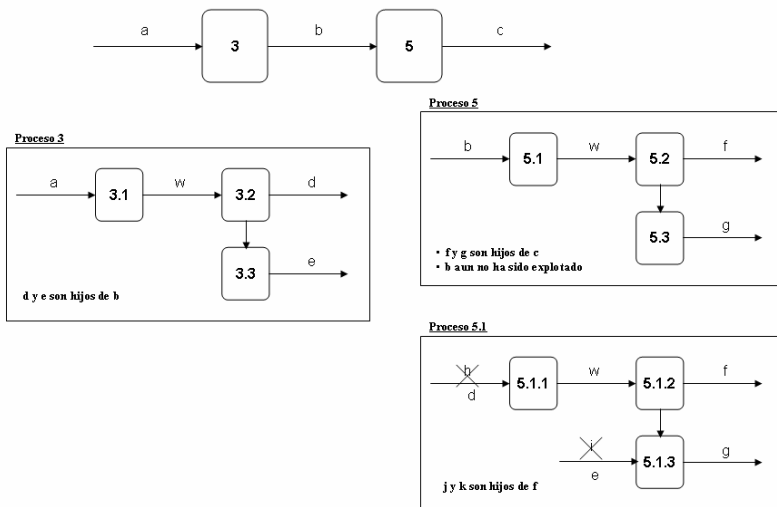 a
3
b
5
c
Proceso 3
a
3.1
w
3.2
d
3.3
e
d y e son hijos de b
Proceso 5
b
5.1
w
5.2
f
5.3
g
• f y g son hijos de c
• b aun no ha sido explotado
Proceso 5.1
h
d
5.1.1
w
5.1.2
f
i
e
5.1.3
g
j y k son hijos de f